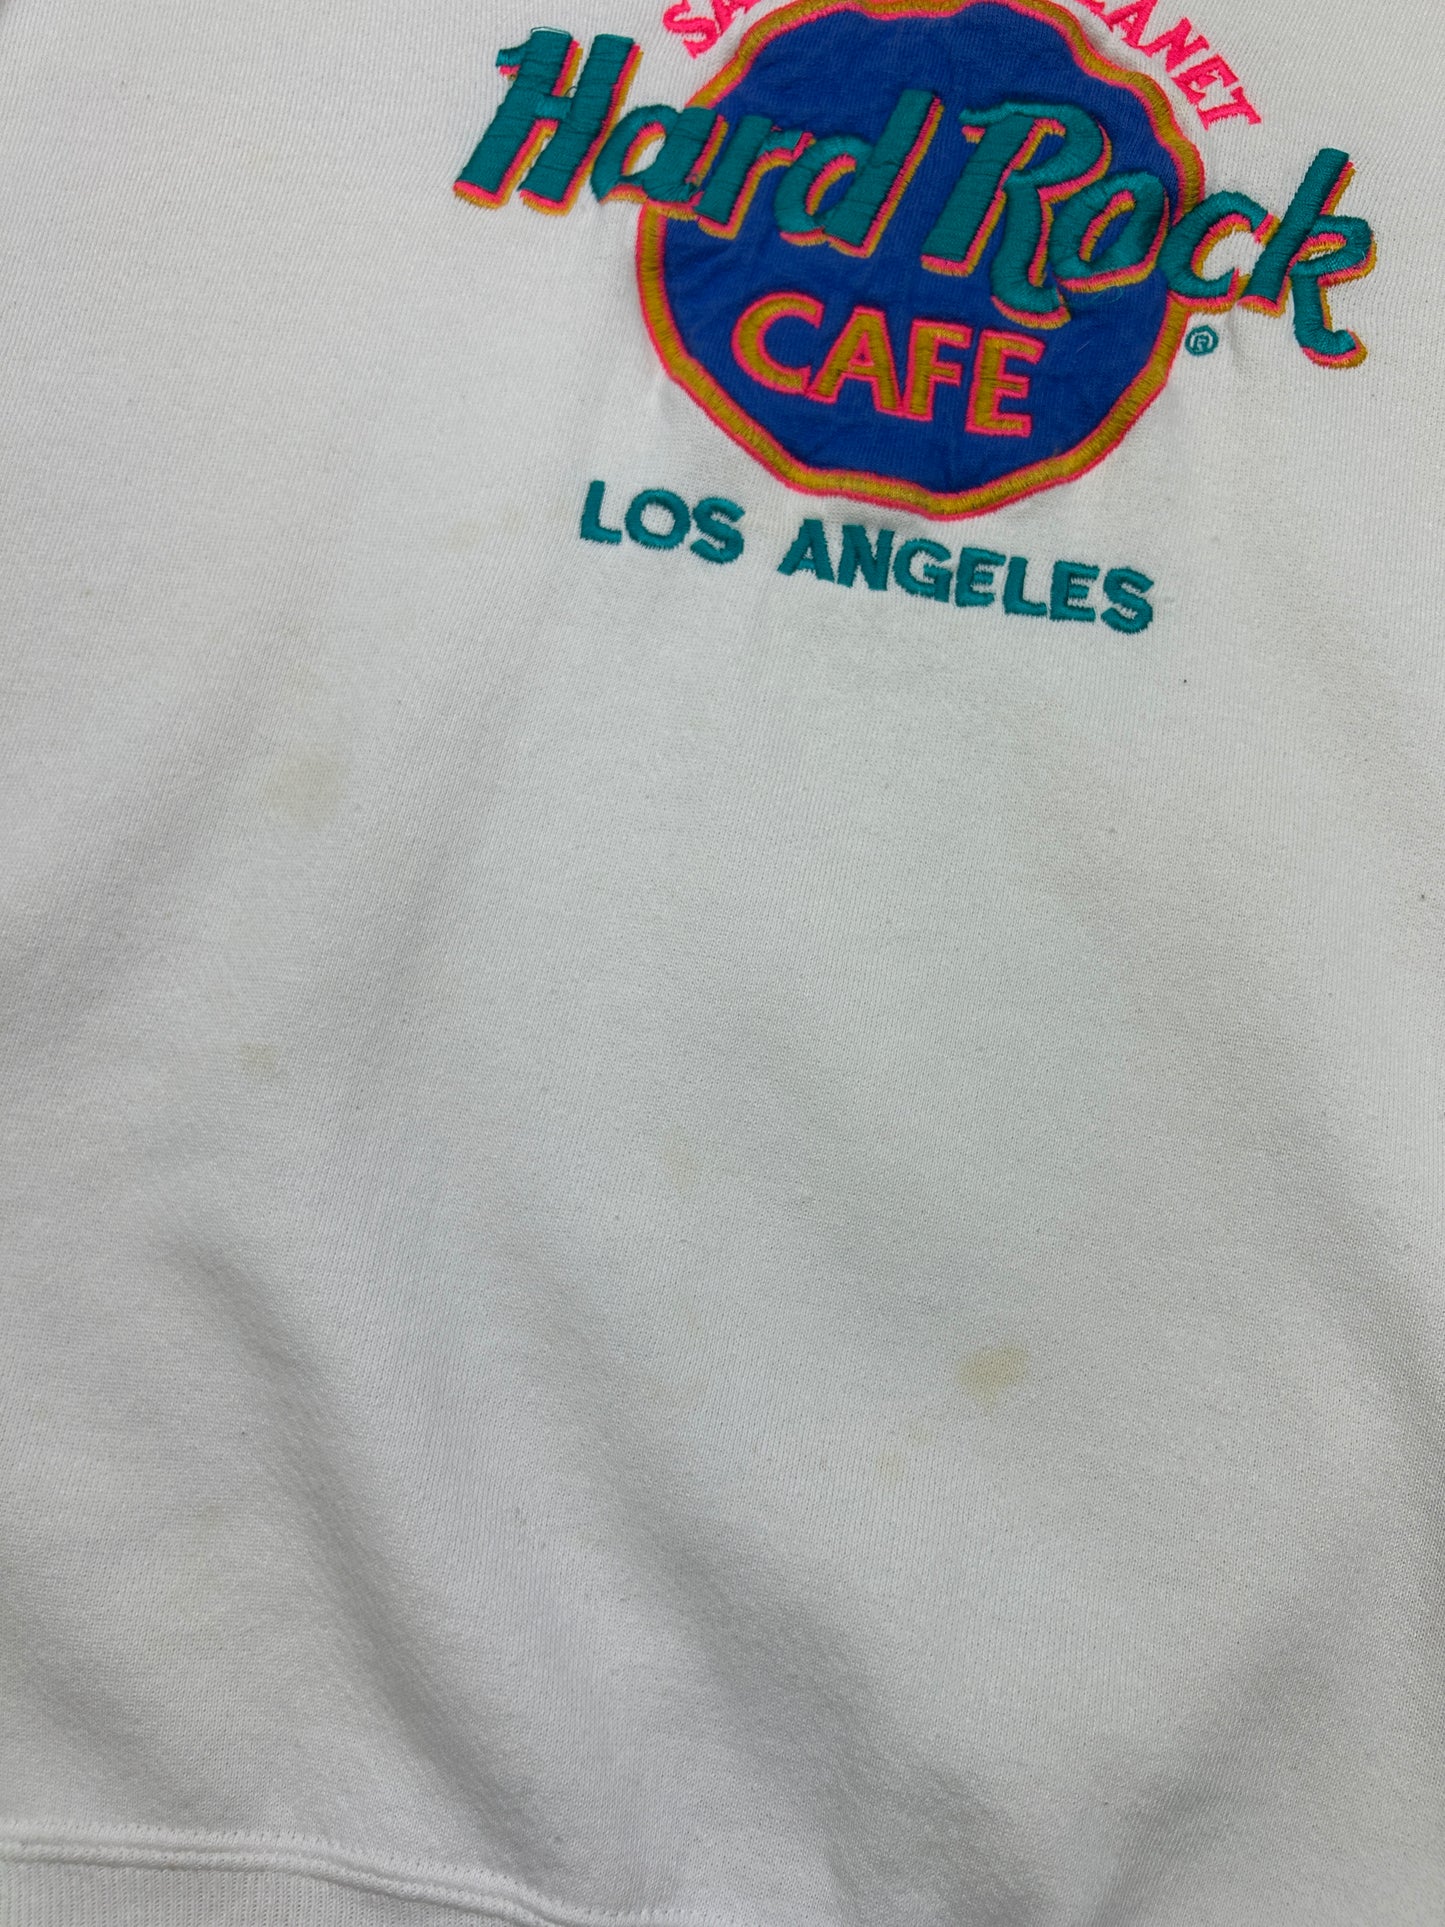 Hard Rock
CAFE
®
LOS ANGELES